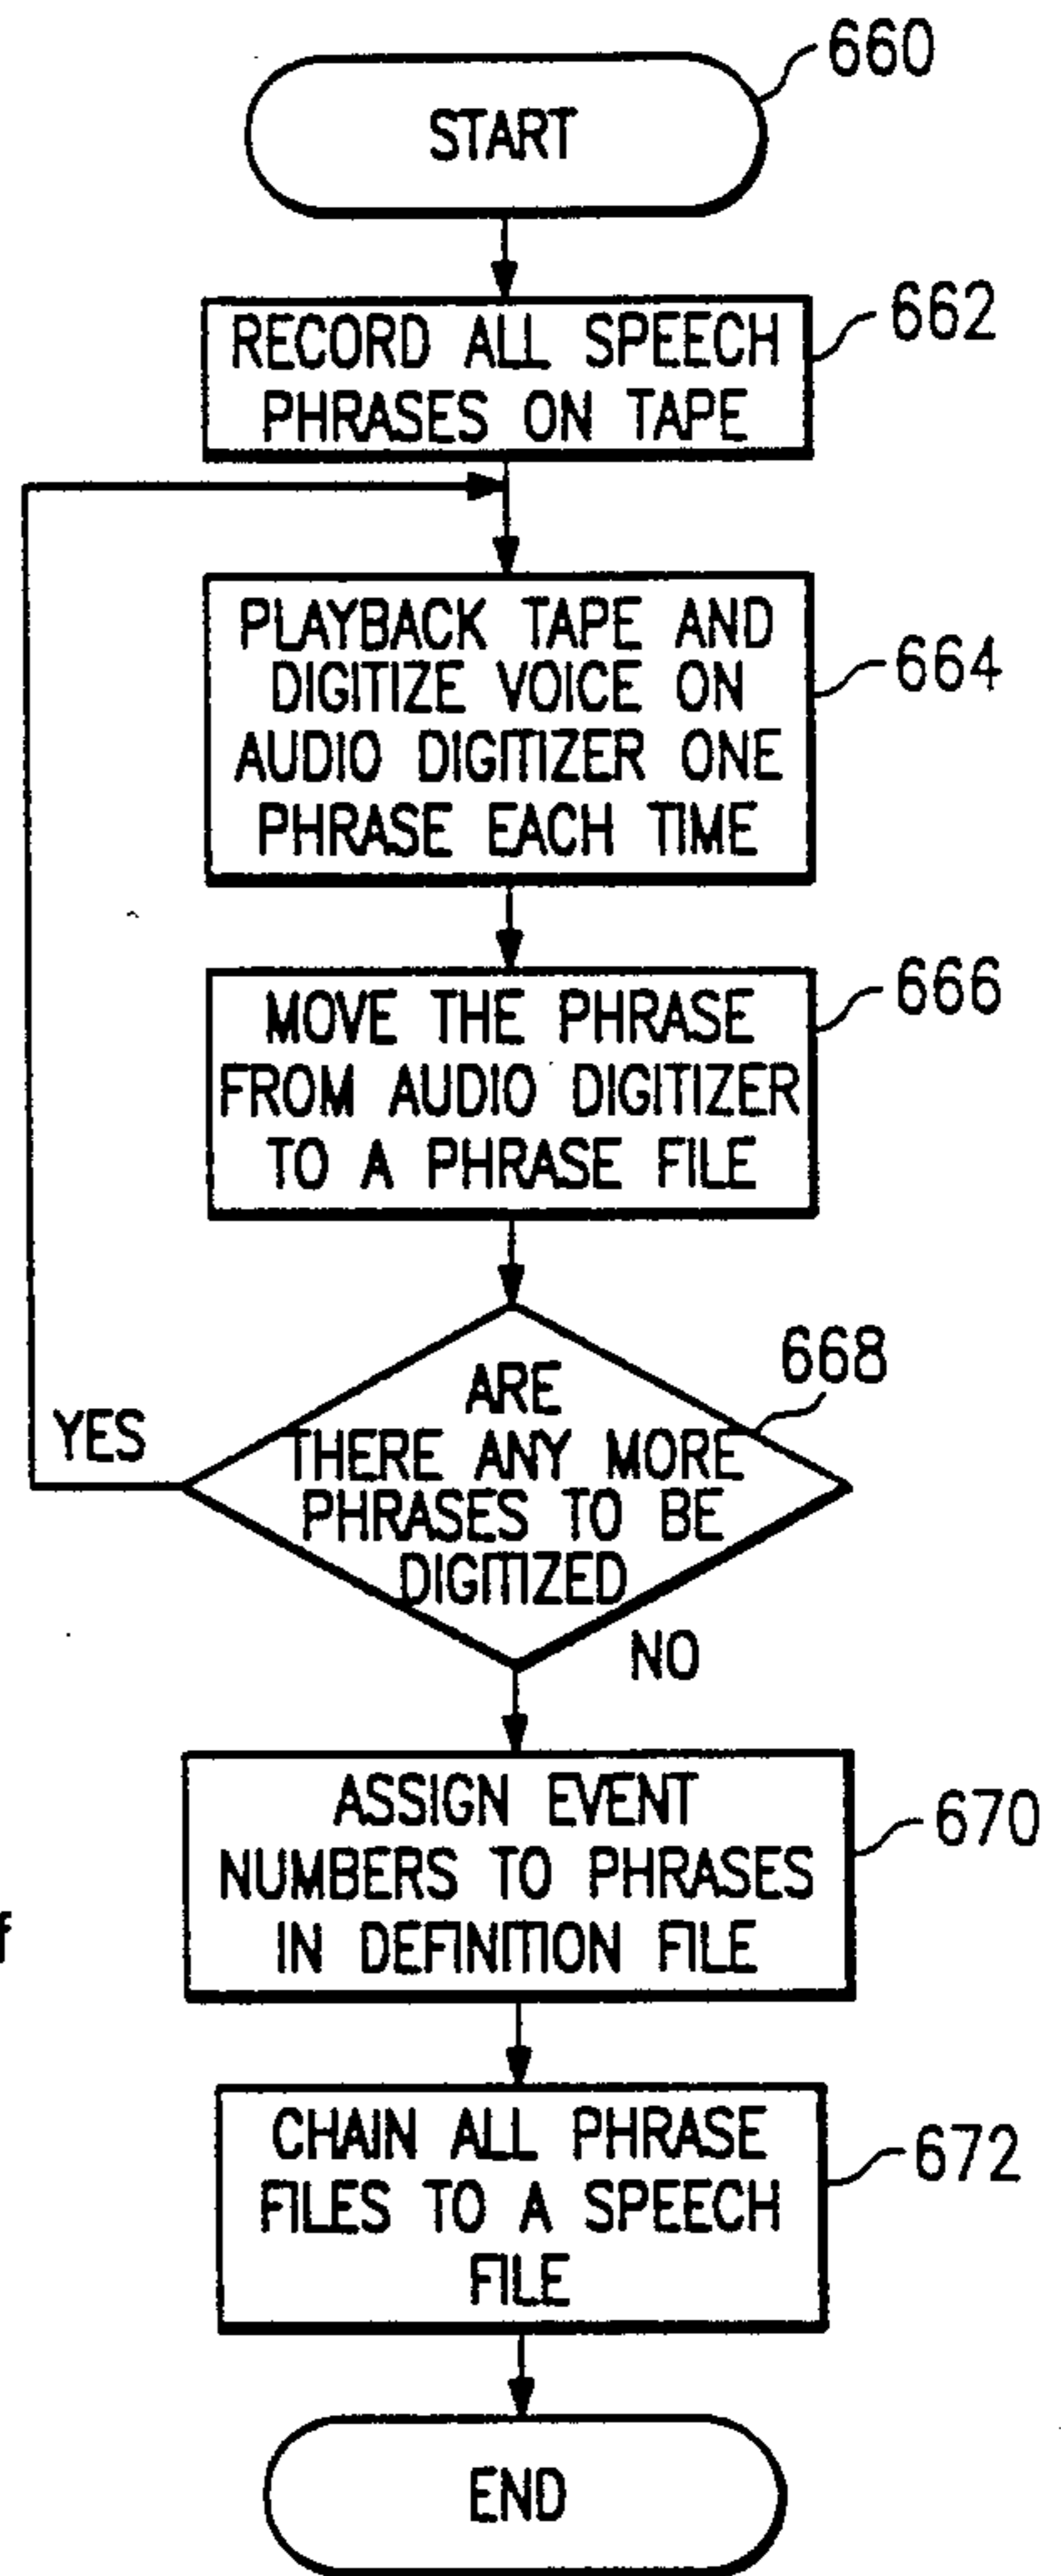 START
660
RECORD ALL SPEECH
PHRASES ON TAPE
662
PLAYBACK TAPE AND
DIGITIZE VOICE ON
AUDIO DIGITIZER ONE
PHRASE EACH TIME
664
MOVE THE PHRASE
FROM AUDIO DIGITIZER
TO A PHRASE FILE
666
ARE
THERE ANY MORE
PHRASES TO BE
DIGITIZED
668
YES
NO
ASSIGN EVENT
NUMBERS TO PHRASES
IN DEFINITION FILE
670
f
CHAIN ALL PHRASE
FILES TO A SPEECH
FILE
672
END